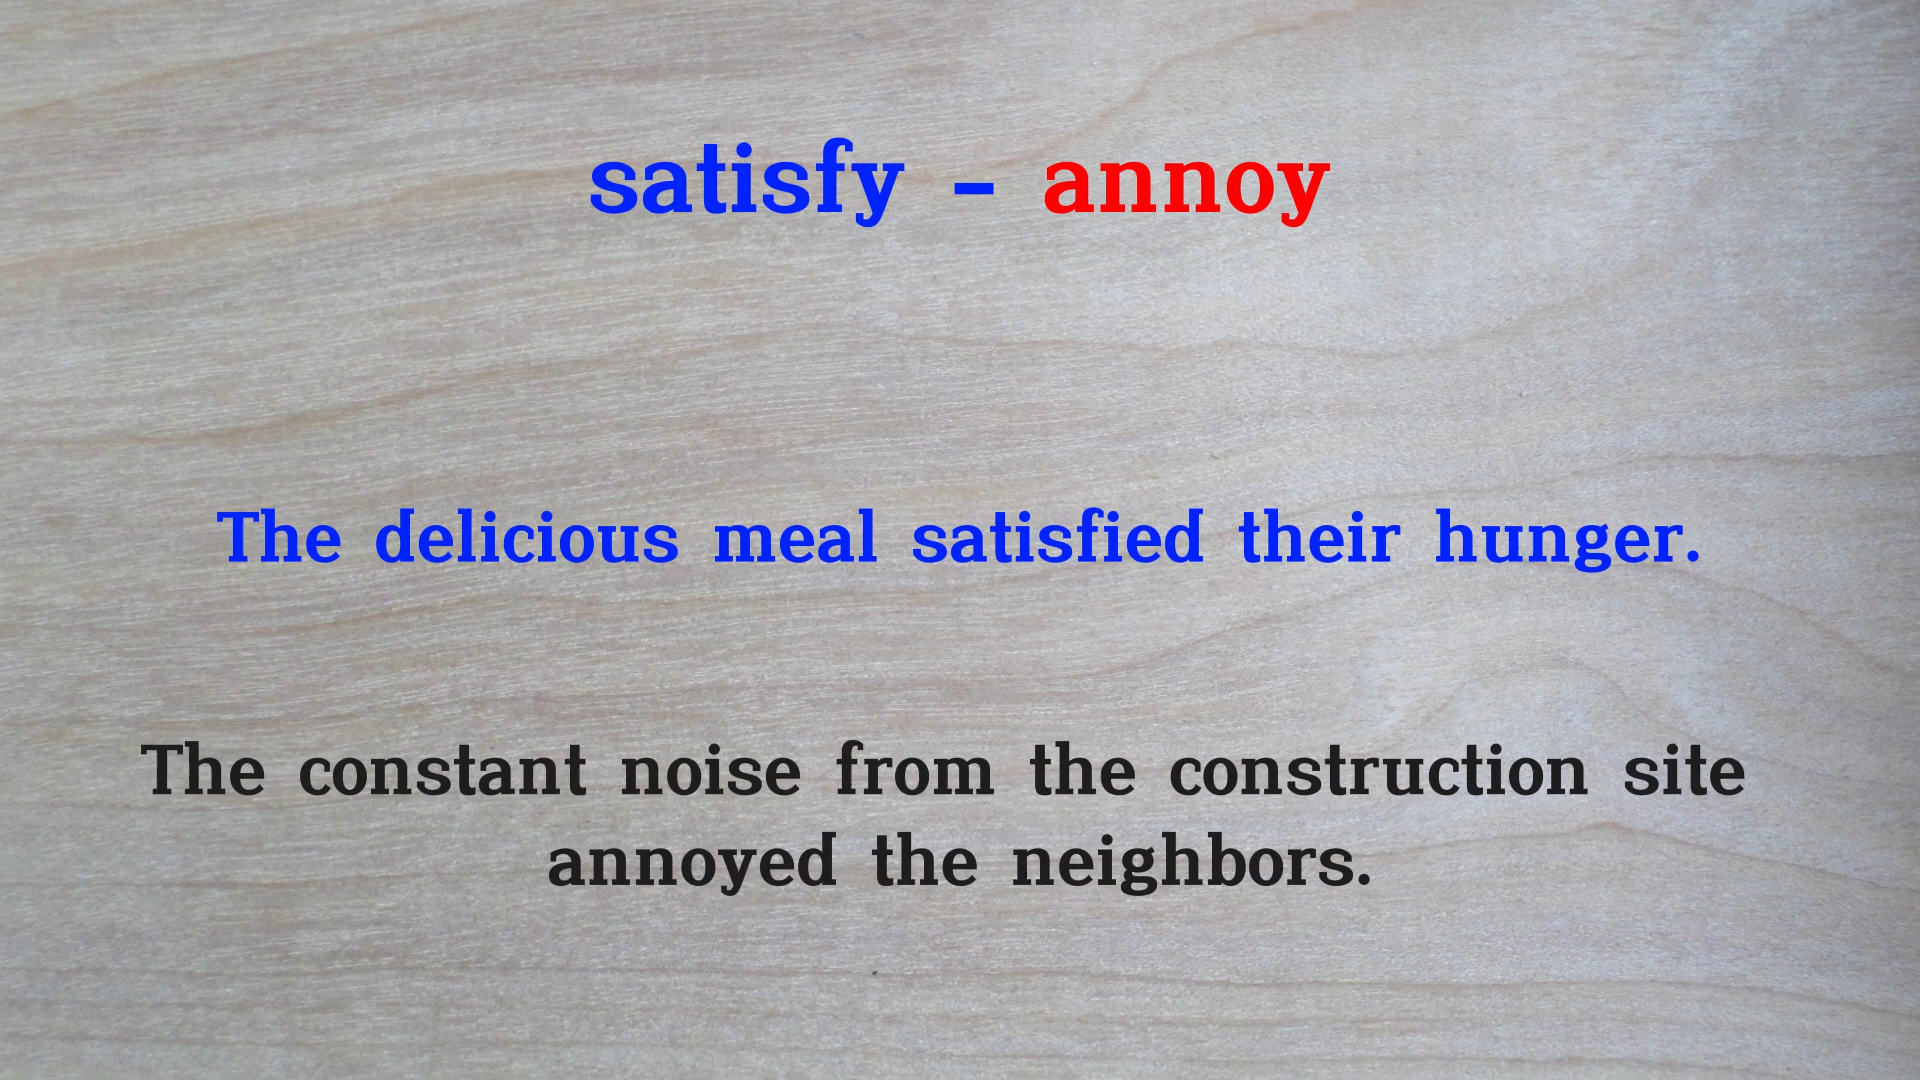 satisfy - annoy
The delicious meal satisfied their hunger.
The constant noise from the construction site
annoyed the neighbors.